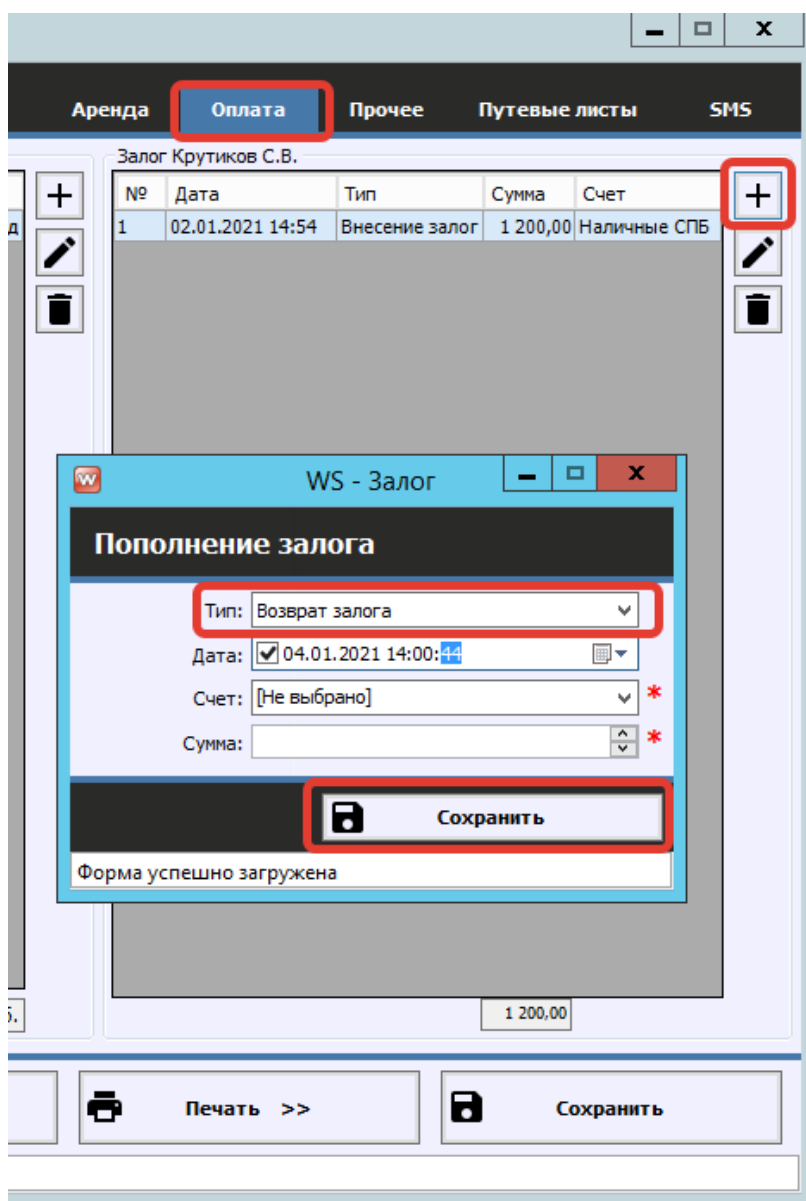 Аренда Оплата Прочее Путевые листы SMS
Залог Крутиков С.В.
№ Дата Тип Сумма Счет
д 1 02.01.2021 14:54 Внесение залог 1 200,00 Наличные СПБ
WS - Залог
Пополнение залога
Тип: Возврат залога
Дата: 04.01.2021 14:00:44
Счет: [Не выбрано] *
Сумма: *
Сохранить
Форма успешно загружена
1 200,00
Печать >> Сохранить